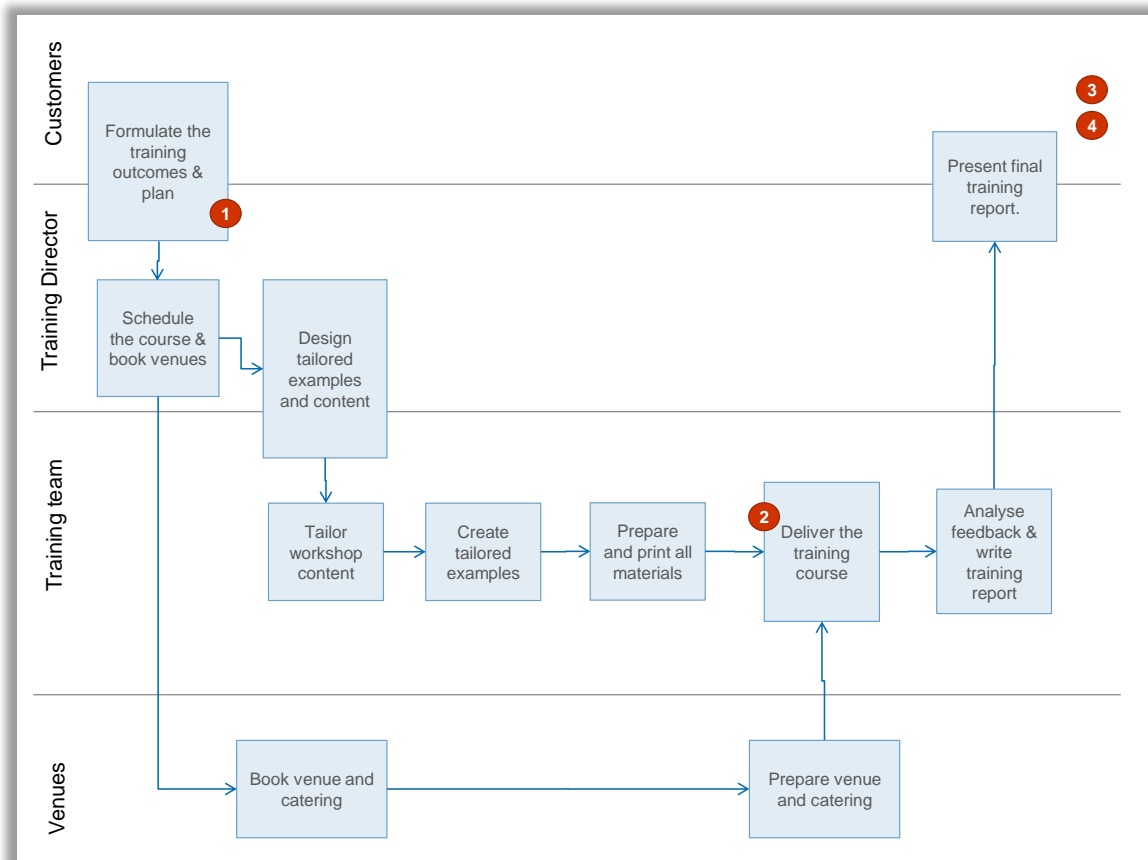 Customers
Formulate the
training
outcomes &
plan
1
3
4
Present final
training
report.
Training Director
Schedule
the course &
book venues
Design
tailored
examples
and content
Training team
Tailor
workshop
content
Create
tailored
examples
Prepare
and print all
materials
2
Deliver the
training
course
Analyse
feedback &
write
training
report
Venues
Book venue and
catering
Prepare venue
and catering